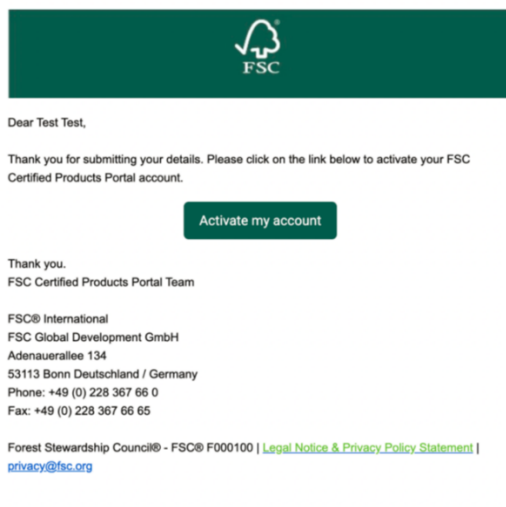 FSC
Dear Test Test,
Thank you for submitting your details. Please click on the link below to activate your FSC
Certified Products Portal account.
Activate my account
Thank you.
FSC Certified Products Portal Team
FSC® International
FSC Global Development GmbH
Adenauerallee 134
53113 Bonn Deutschland / Germany
Phone: +49 (0) 228 367 66 0
Fax: +49 (0) 228 367 66 65
Forest Stewardship Council® - FSC® F000100 | Legal Notice & Privacy Policy Statement |
privacy@fsc.org